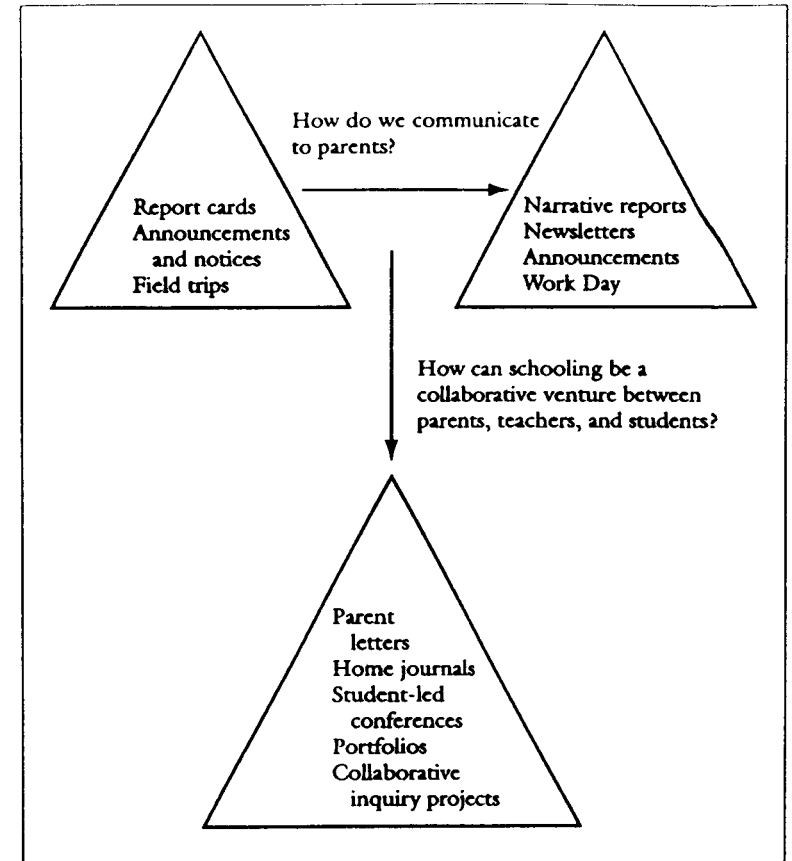 How do we communicate
to parents?
Report cards
Announcements
and notices
Field trips
Narrative reports
Newsletters
Announcements
Work Day
How can schooling be a
collaborative venture between
parents, teachers, and students?
Parent
letters
Home journals
Student-led
conferences
Portfolios
Collaborative
inquiry projects